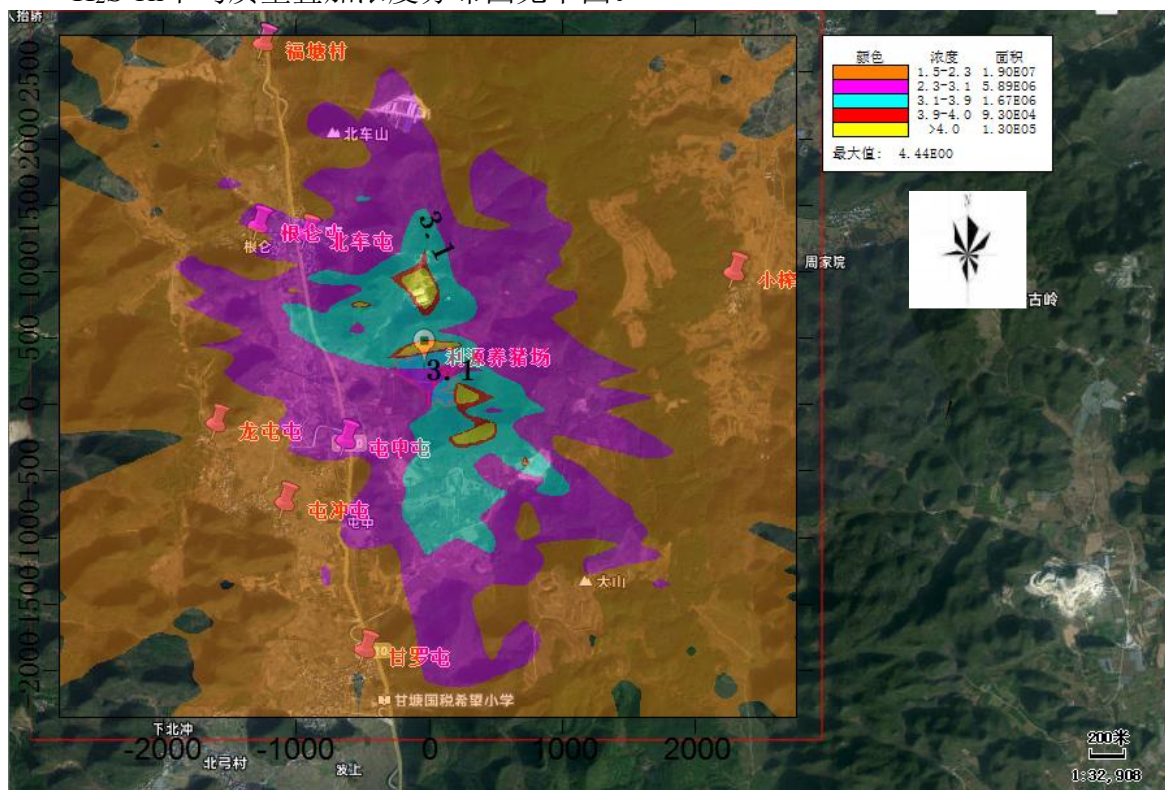 福塘村
颜色 浓度 面积
1.5-2.3 1.90E07
2.3-3.1 5.89E06
3.1-3.9 1.67E06
3.9-4.0 9.30E04
>4.0 1.30E05
最大值: 4.44E00
N
北车山
根仑屯
北车屯
根仑
3.1
周家院
小榨
古岭
利源养猪场
3.1
龙屯屯
屯中屯
屯冲屯
屯中
大山
甘罗屯
甘塘国税希望小学
下北冲
北弓村
发上
2500
2000
1500
1000
500
0
-500
-1000
-1500
-2000
-2000 -1000 0 1000 2000
200米
1:32,908